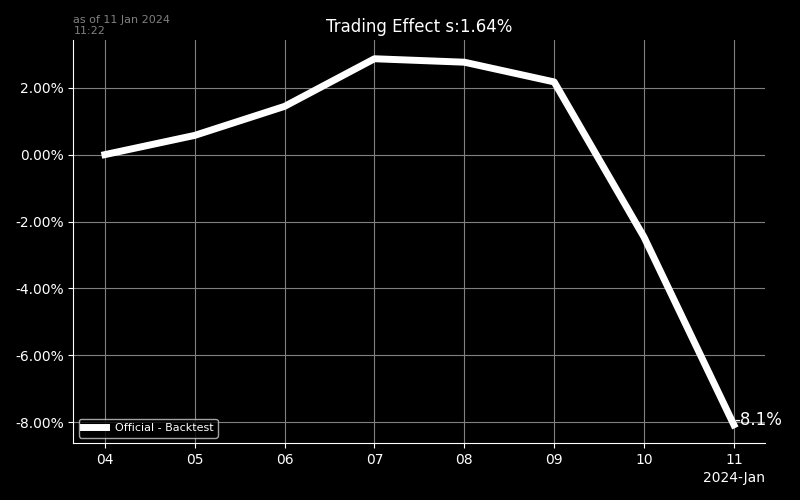 as of 11 Jan 2024
11:22
Trading Effect s:1.64%
2.00%
0.00%
-2.00%
-4.00%
-6.00%
-8.00%
-8.1%
Official - Backtest
04 05 06 07 08 09 10 11
2024-Jan